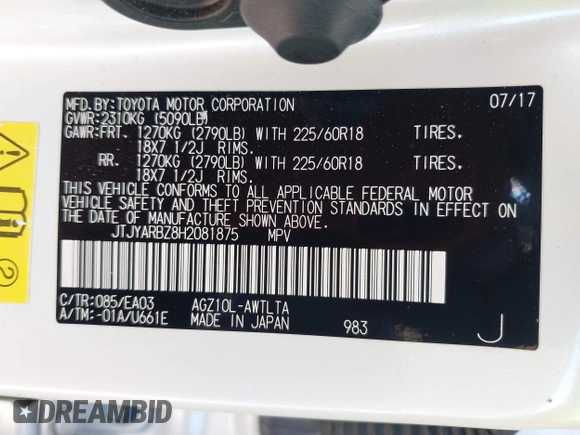 MFD.BY:TOYOTA MOTOR CORPORATION 07/17
GVWR:2310KG (5090LB)
GAWR:FRT. 1270KG (2790LB) WITH 225/60R18 TIRES.
18X7 1/2J RIMS.
RR. 1270KG (2790LB) WITH 225/60R18 TIRES.
18X7 1/2J RIMS.
THIS VEHICLE CONFORMS TO ALL APPLICABLE FEDERAL MOTOR
VEHICLE SAFETY AND THEFT PREVENTION STANDARDS IN EFFECT ON
THE DATE OF MANUFACTURE SHOWN ABOVE.
JTJYARBZ8H2081875 MPV
C/TR:085/EA03 AGZ10L-AWTLTA
A/TM:-01A/U661E MADE IN JAPAN 983 J
2
DREAMBID